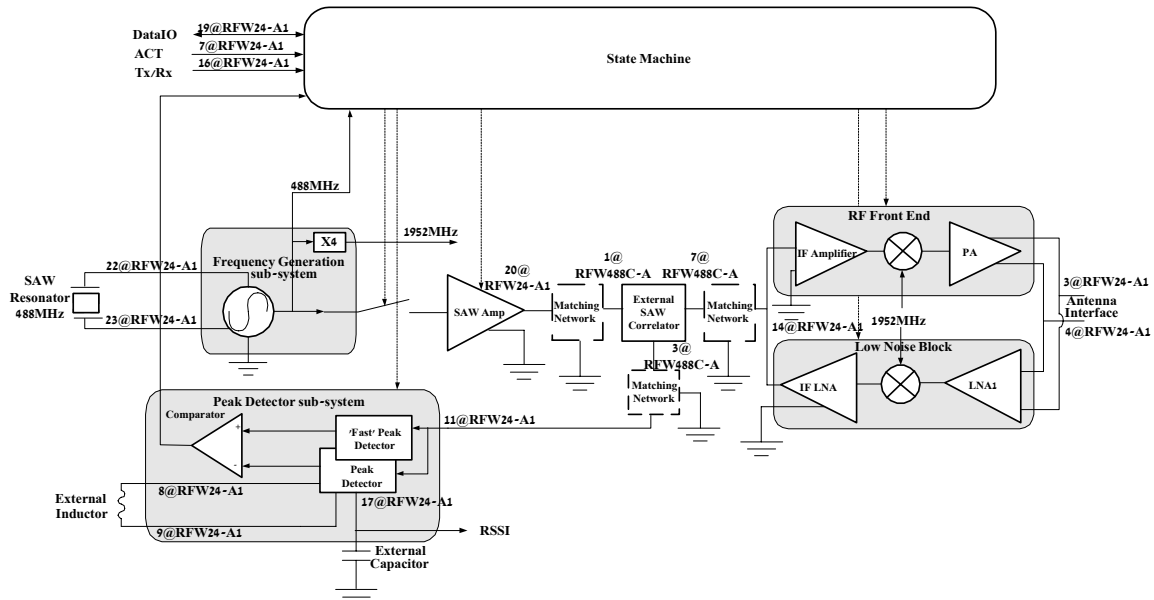 DataIO
19@RFW24-A1
ACT
7@RFW24-A1
Tx/Rx
16@RFW24-A1
State Machine
488MHz
X4
1952MHz
Frequency Generation
sub-system
22@RFW24-A1
SAW
Resonator
488MHz
23@RFW24-A1
SAW Amp
20@
RFW24-A1
Matching
Network
1@
RFW488C-A
External
SAW
Correlator
7@
RFW488C-A
Matching
Network
3@
RFW488C-A
Matching
Network
RF Front End
IF Amplifier
PA
14@RFW24-A1
1952MHz
3@RFW24-A1
Antenna
Interface
4@RFW24-A1
Low Noise Block
IF LNA
LNA1
Peak Detector sub-system
Comparator
+
-
'Fast' Peak
Detector
Peak
Detector
11@RFW24-A1
17@RFW24-A1
8@RFW24-A1
External
Inductor
9@RFW24-A1
RSSI
External
Capacitor